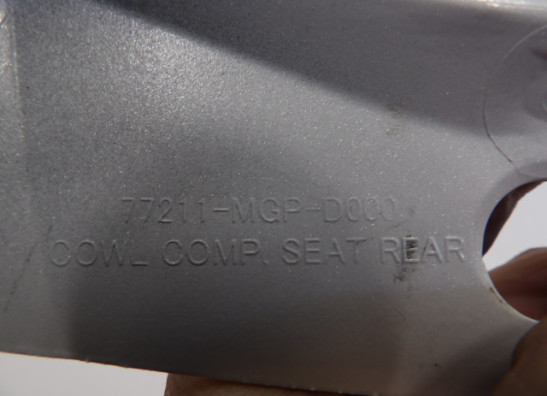 77211-MGP-D000
COWL COMP. SEAT REAR